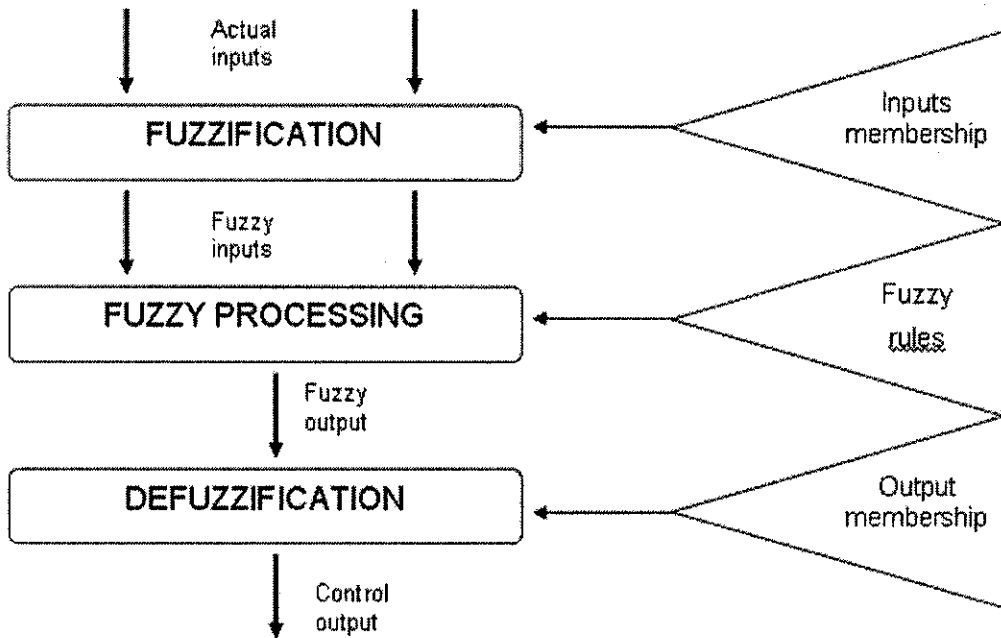 Actual
inputs
FUZZIFICATION
Inputs
membership
Fuzzy
inputs
FUZZY PROCESSING
Fuzzy
rules
Fuzzy
output
DEFUZZIFICATION
Output
membership
Control
output